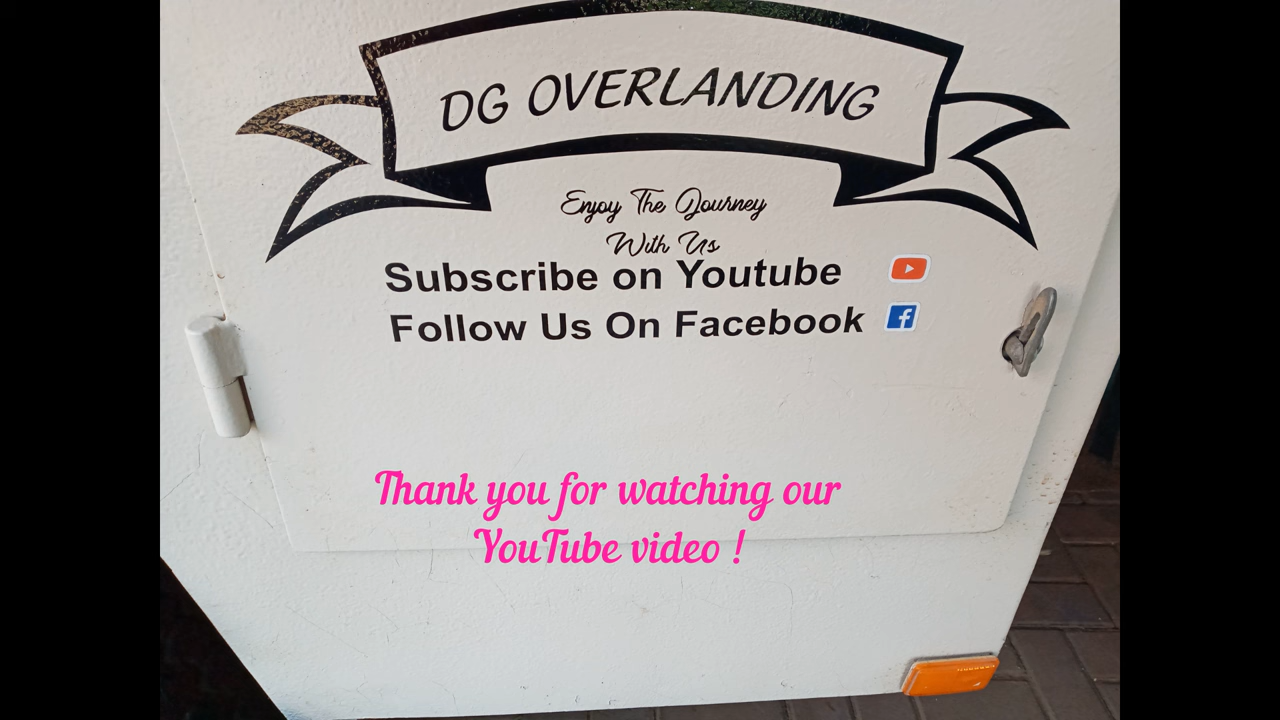 DG OVERLANDING
Enjoy The Journey
With Us
Subscribe on Youtube
Follow Us On Facebook
Thank you for watching our
YouTube video !